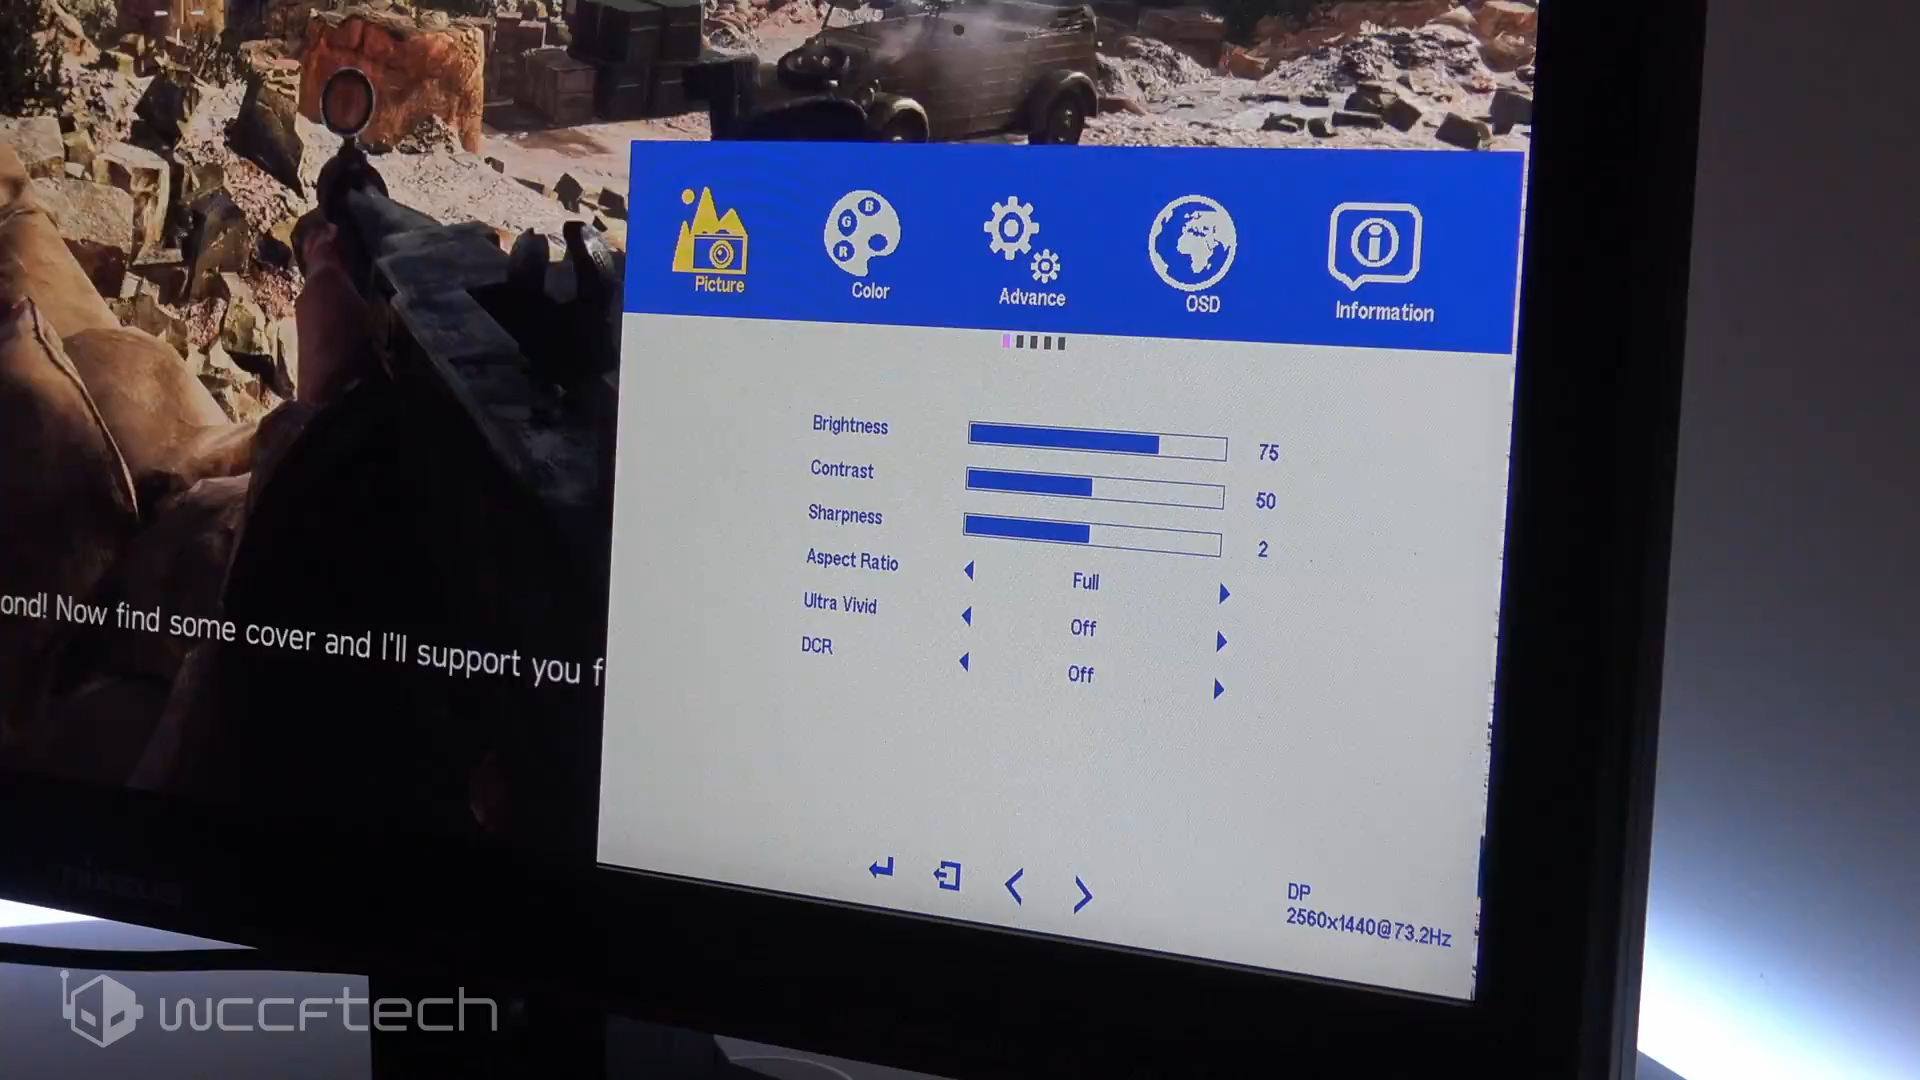 B
G
R
Picture
Color
Advance
OSD
Information
Brightness
75
Contrast
50
Sharpness
2
Aspect Ratio
Full
Ultra Vivid
Off
DCR
Off
ond! Now find some cover and I'll support you f
DP
2560x1440@73.2Hz
nixeus
wccftech